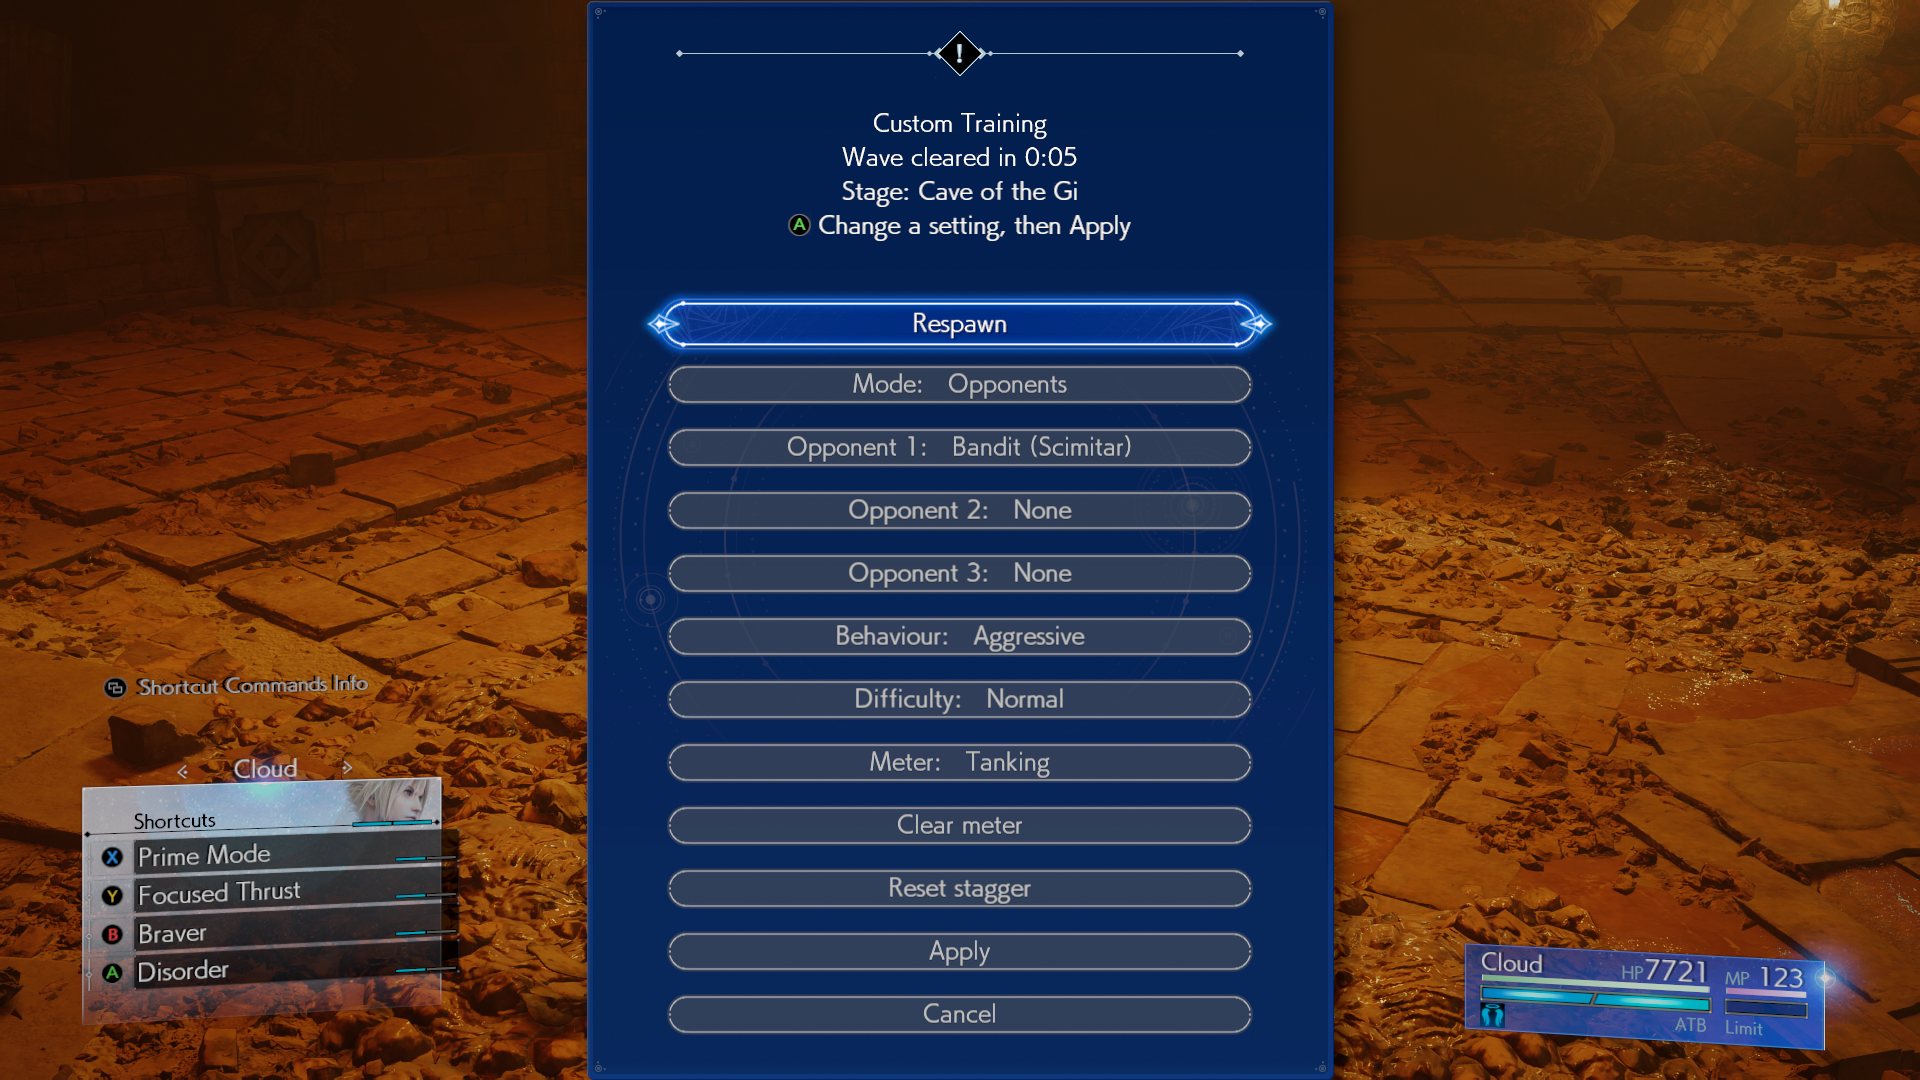 !
Custom Training
Wave cleared in 0:05
Stage: Cave of the Gi
A Change a setting, then Apply
Respawn
Mode: Opponents
Opponent 1: Bandit (Scimitar)
Opponent 2: None
Opponent 3: None
Behaviour: Aggressive
Difficulty: Normal
Meter: Tanking
Clear meter
Reset stagger
Apply
Cancel
Shortcut Commands Info
Cloud
Shortcuts
X Prime Mode
Y Focused Thrust
B Braver
A Disorder
Cloud HP 7721 MP 123
ATB Limit